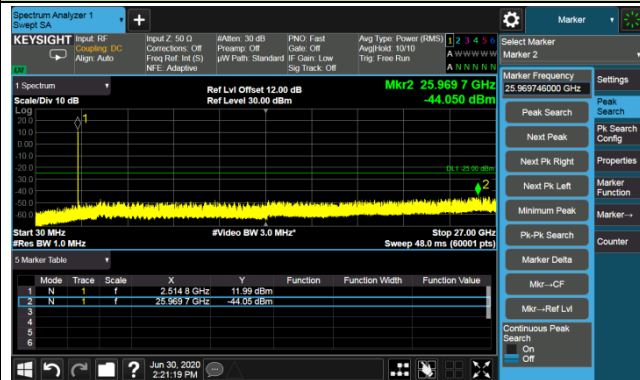 Spectrum Analyzer 1
Swept SA
+
Marker
KEYSIGHT
Input: RF
Coupling: DC
Align: Auto
Input Z: 50 Ω
Corrections: Off
Freq Ref: Int (S)
NFE: Adaptive
#Atten: 30 dB
Preamp: Off
µW Path: Standard
PNO: Fast
Gate: Off
IF Gain: Low
Sig Track: Off
Avg Type: Power (RMS)
Avg|Hold: 10/10
Trig: Free Run
1 2 3 4 5 6
A W W W W W
A N N N N N
Select Marker
Marker 2
1 Spectrum
Scale/Div 10 dB
Ref Lvl Offset 12.00 dB
Ref Level 30.00 dBm
Mkr2 25.969 7 GHz
-44.050 dBm
Log
20.0
10.0
0.00
-10.0
-20.0
-30.0
-40.0
-50.0
-60.0
1
DL1 -25.00 dBm
2
Start 30 MHz
#Res BW 1.0 MHz
#Video BW 3.0 MHz*
Stop 27.00 GHz
Sweep 48.0 ms (60001 pts)
5 Marker Table
Mode Trace Scale X Y Function Function Width Function Value
1 N 1 f 2.514 8 GHz 11.99 dBm
2 N 1 f 25.969 7 GHz -44.05 dBm
3
4
5
6
Marker Frequency
25.969746000 GHz
Peak Search
Next Peak
Next Pk Right
Next Pk Left
Minimum Peak
Pk-Pk Search
Marker Delta
Mkr→CF
Mkr→Ref Lvl
Continuous Peak
Search
On
Off
Settings
Peak
Search
Pk Search
Config
Properties
Marker
Function
Marker→
Counter
?
Jun 30, 2020
2:21:19 PM